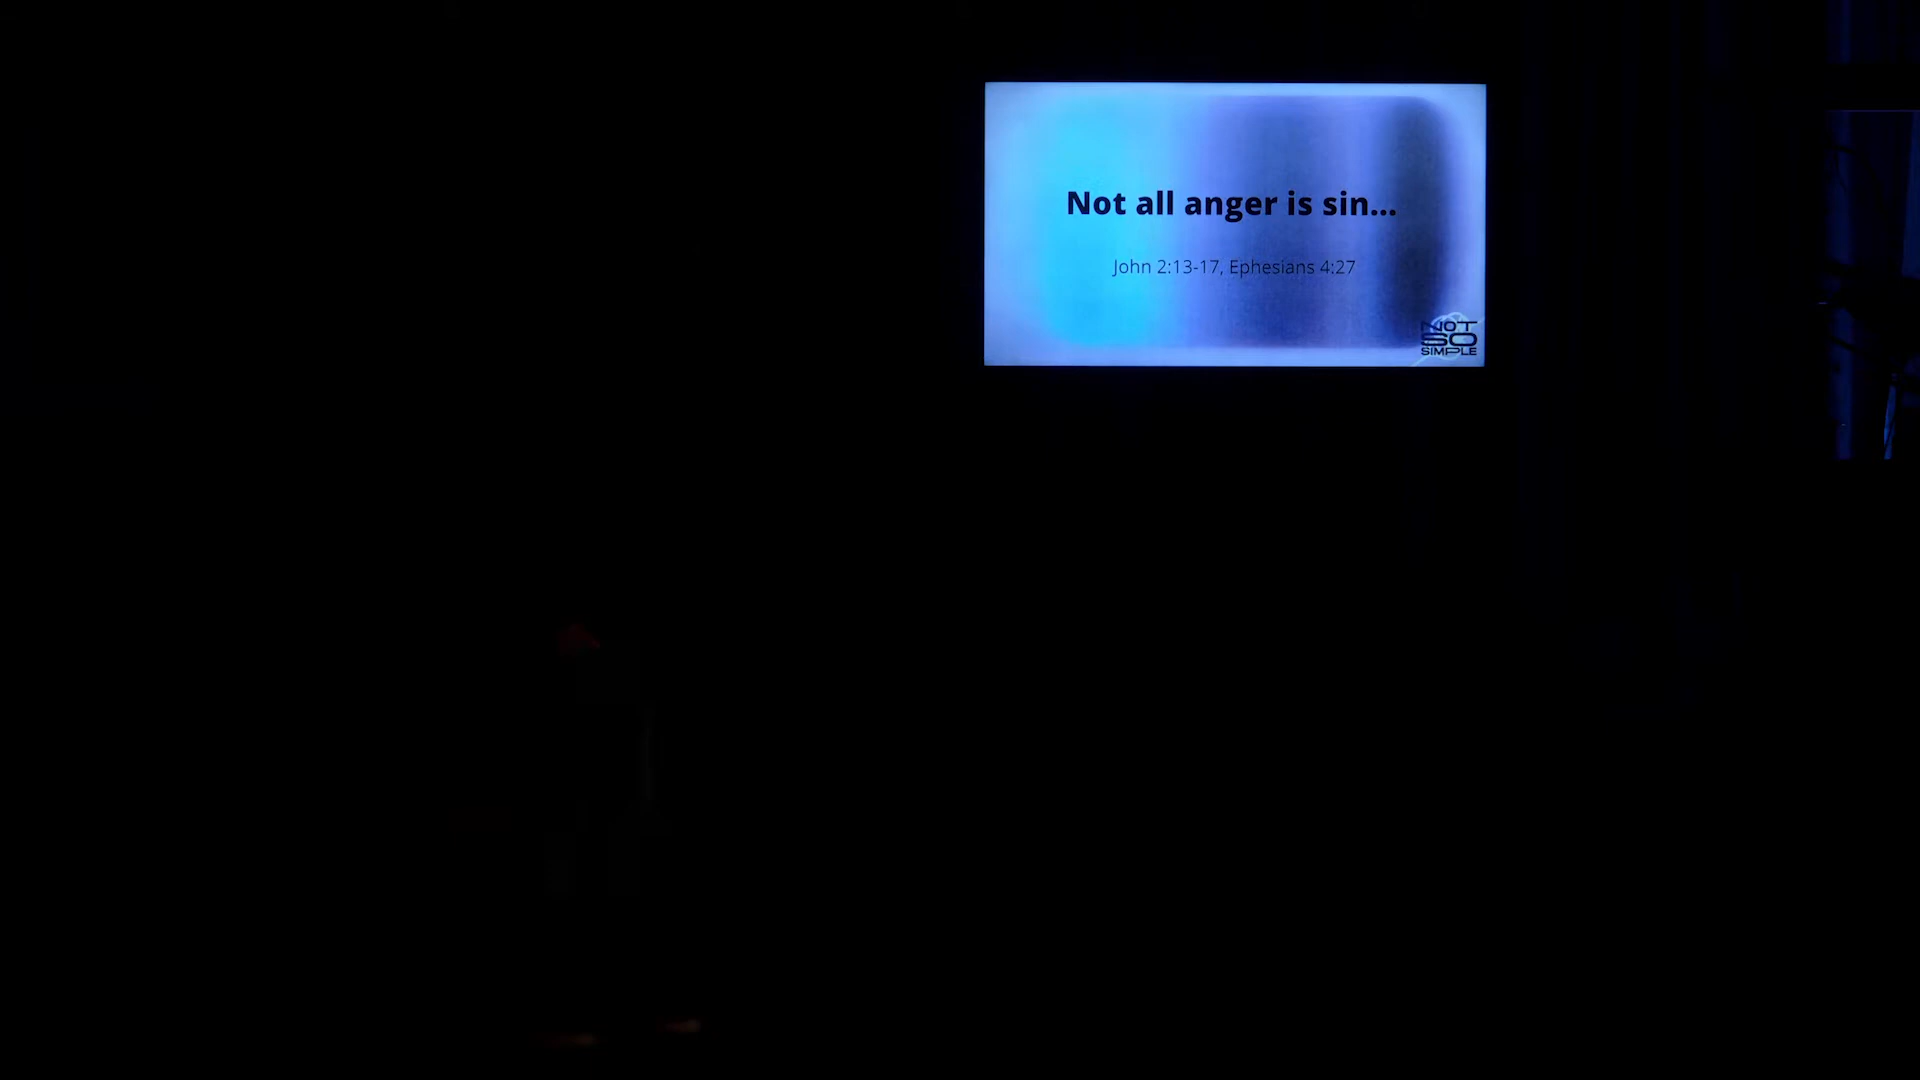 Not all anger is sin...
John 2:13-17, Ephesians 4:27
NOT
SO
SIMPLE